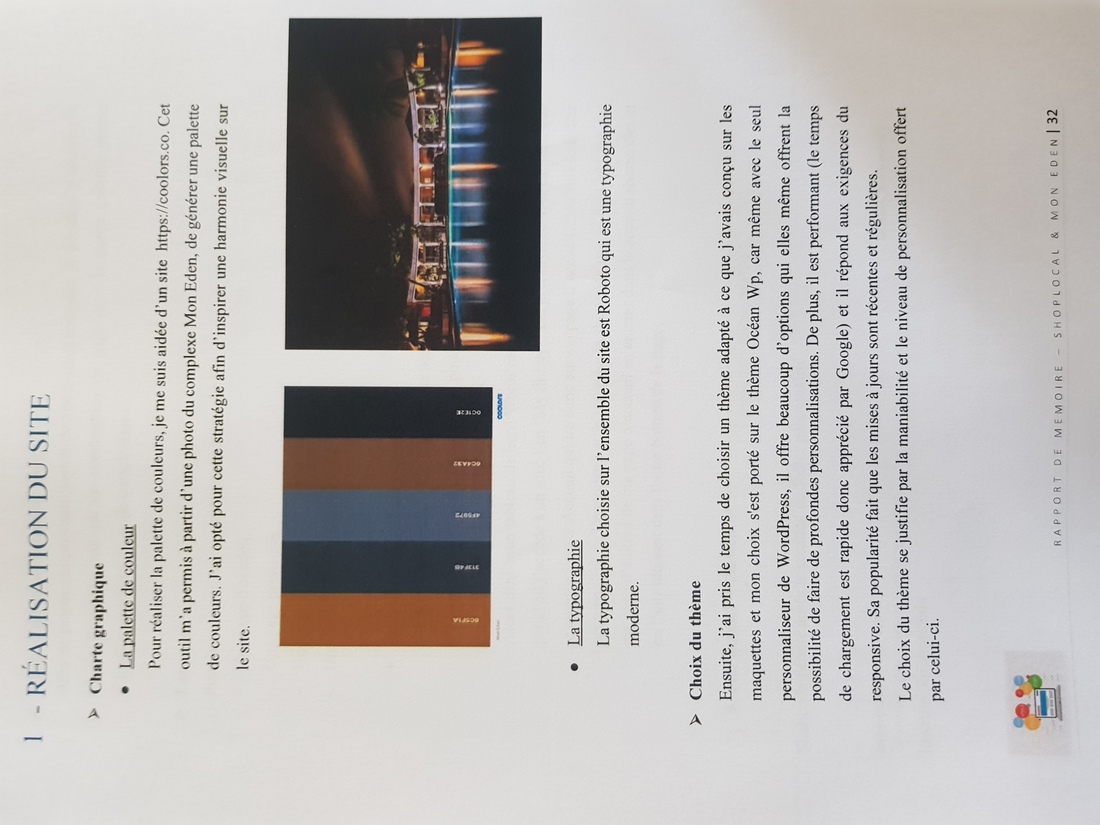 1 - RÉALISATION DU SITE
➢ Charte graphique
• La palette de couleur
Pour réaliser la palette de couleurs, je me suis aidée d’un site https://coolors.co. Cet
outil m’a permis à partir d’une photo du complexe Mon Eden, de générer une palette
de couleurs. J’ai opté pour cette stratégie afin d’inspirer une harmonie visuelle sur
le site.
313F4B
4F5972
6C4A32
0C1E2E
COOLORS
• La typographie
La typographie choisie sur l’ensemble du site est Roboto qui est une typographie
moderne.
➢ Choix du thème
Ensuite, j’ai pris le temps de choisir un thème adapté à ce que j’avais conçu sur les
maquettes et mon choix s'est porté sur le thème Océan Wp, car même avec le seul
personnaliseur de WordPress, il offre beaucoup d’options qui elles même offrent la
possibilité de faire de profondes personnalisations. De plus, il est performant (le temps
de chargement est rapide donc apprécié par Google) et il répond aux exigences du
responsive. Sa popularité fait que les mises à jours sont récentes et régulières.
Le choix du thème se justifie par la maniabilité et le niveau de personnalisation offert
par celui-ci.
RAPPORT DE MEMOIRE – SHOPLOCAL & MON EDEN | 32